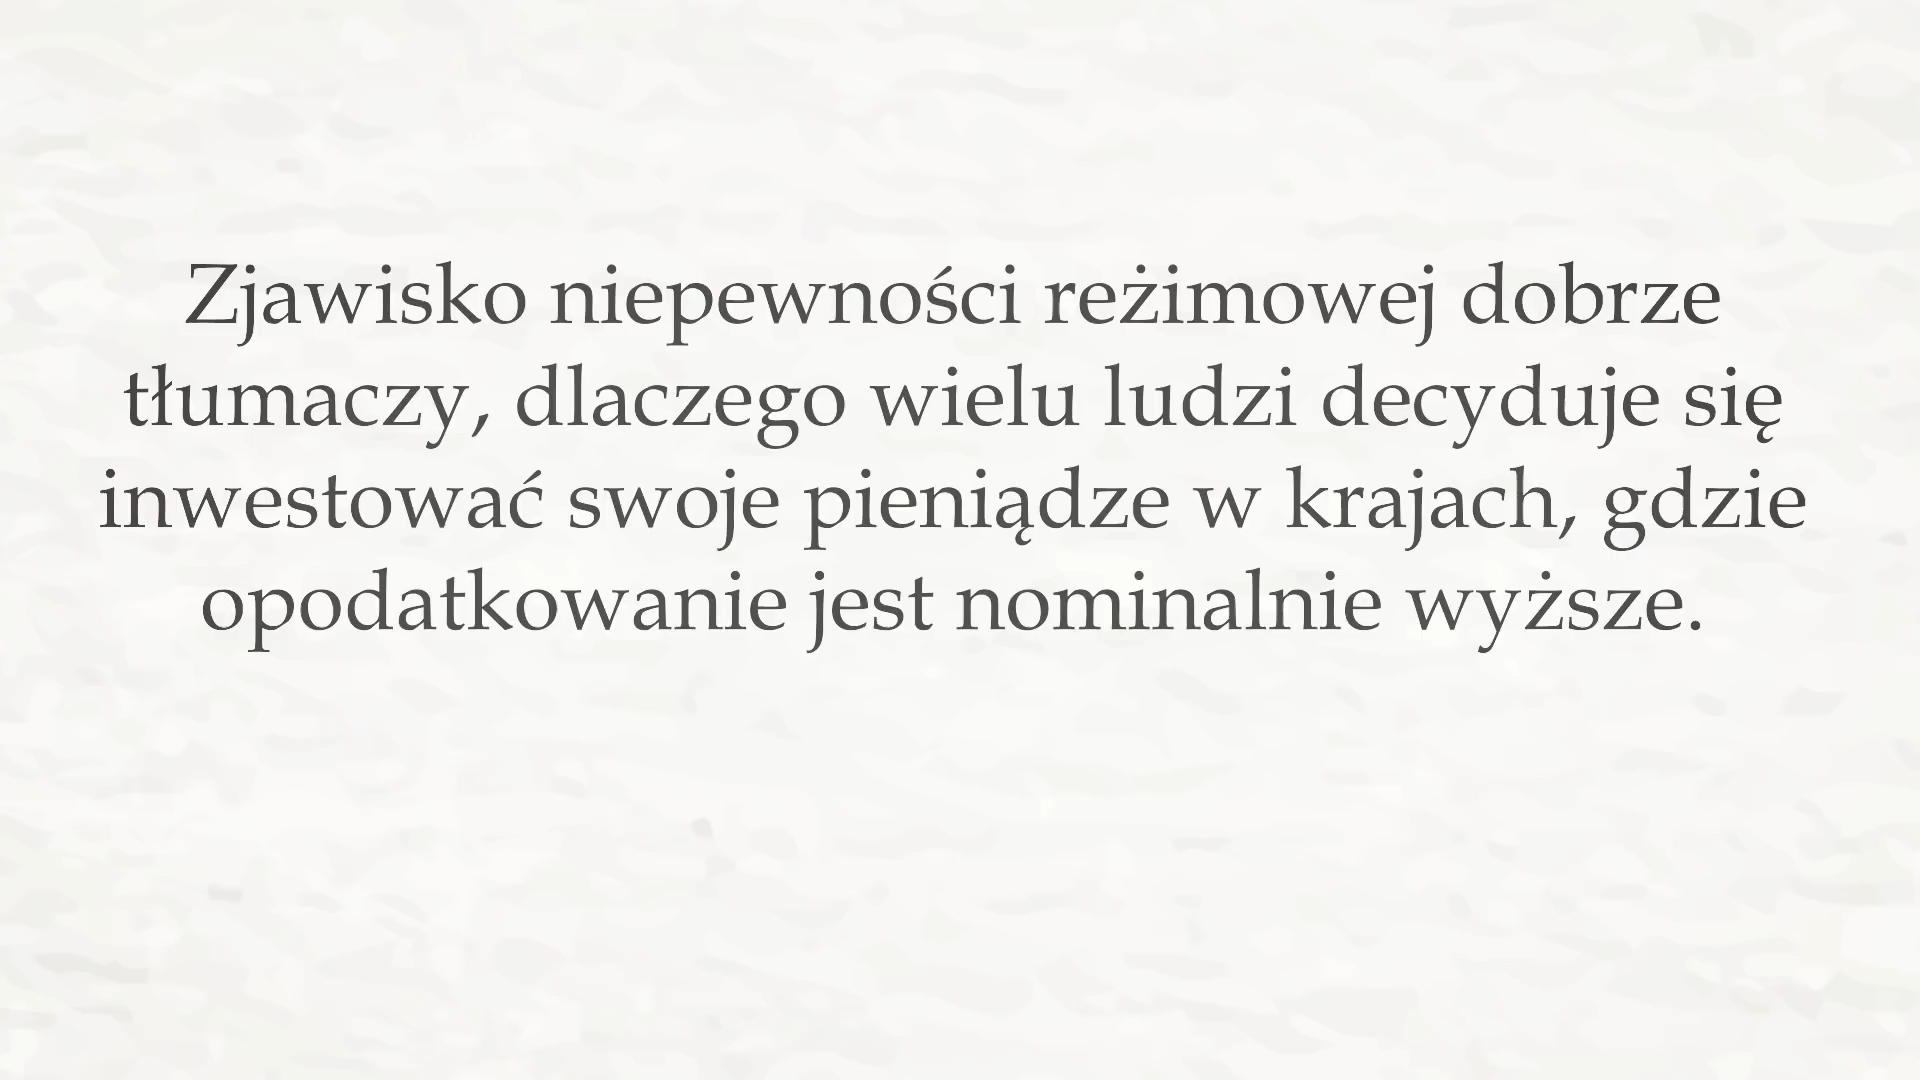 Zjawisko niepewności reżimowej dobrze
tłumaczy, dlaczego wielu ludzi decyduje się
inwestować swoje pieniądze w krajach, gdzie
opodatkowanie jest nominalnie wyższe.